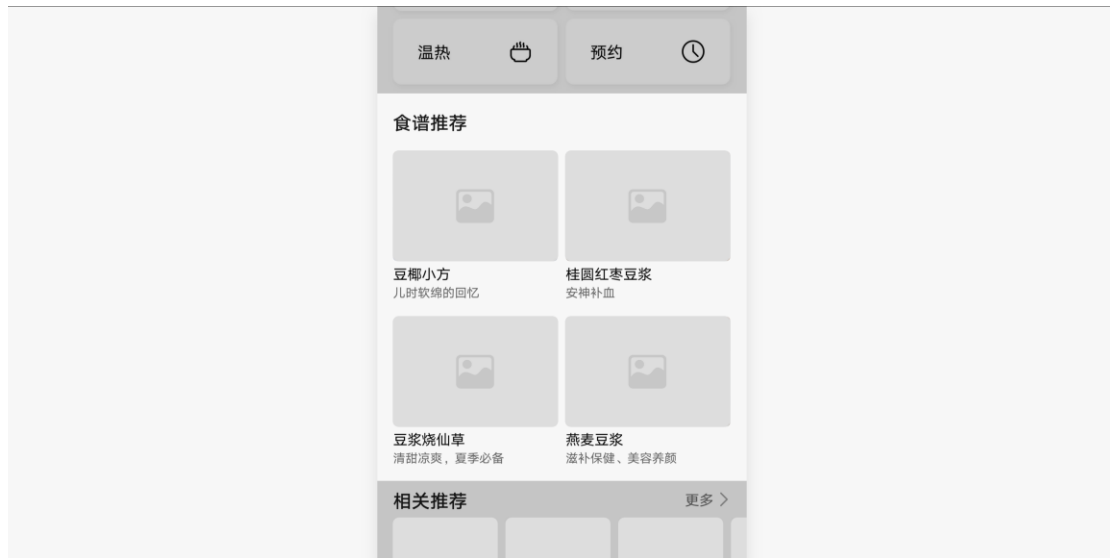 温热
预约
食谱推荐
豆椰小方
儿时软绵的回忆
桂圆红枣豆浆
安神补血
豆浆烧仙草
清甜凉爽，夏季必备
燕麦豆浆
滋补保健、美容养颜
相关推荐
更多